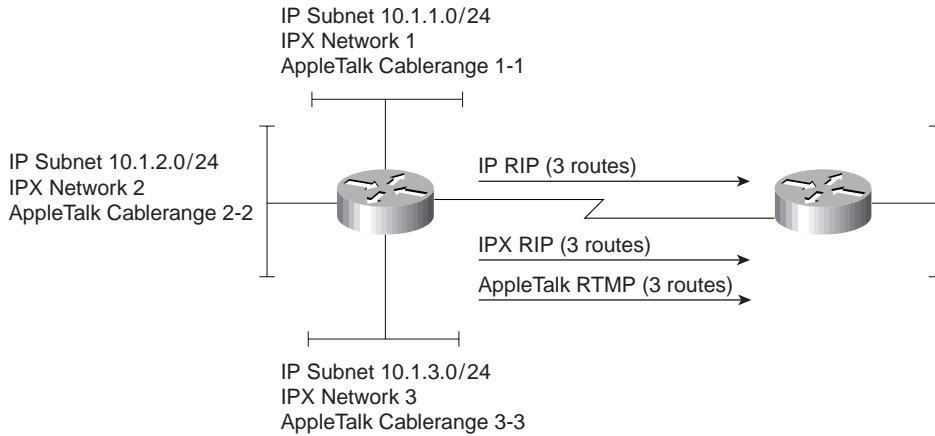 IP Subnet 10.1.1.0/24
IPX Network 1
AppleTalk Cablerange 1-1
IP Subnet 10.1.2.0/24
IPX Network 2
AppleTalk Cablerange 2-2
IP RIP (3 routes)
IPX RIP (3 routes)
AppleTalk RTMP (3 routes)
IP Subnet 10.1.3.0/24
IPX Network 3
AppleTalk Cablerange 3-3